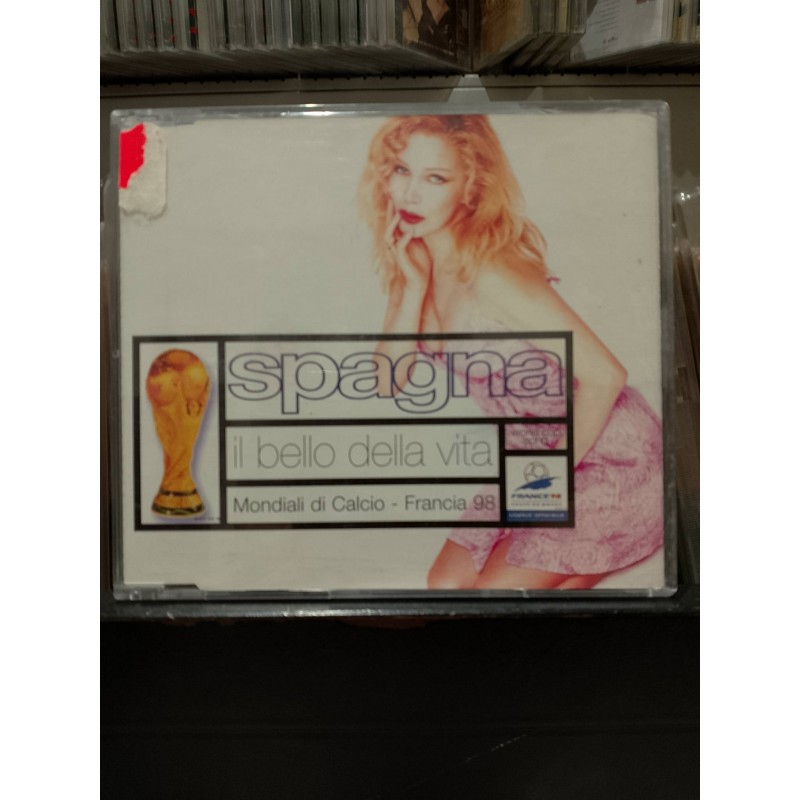 spagna
il bello della vita
Mondiali di Calcio - Francia 98
FRANCE 98